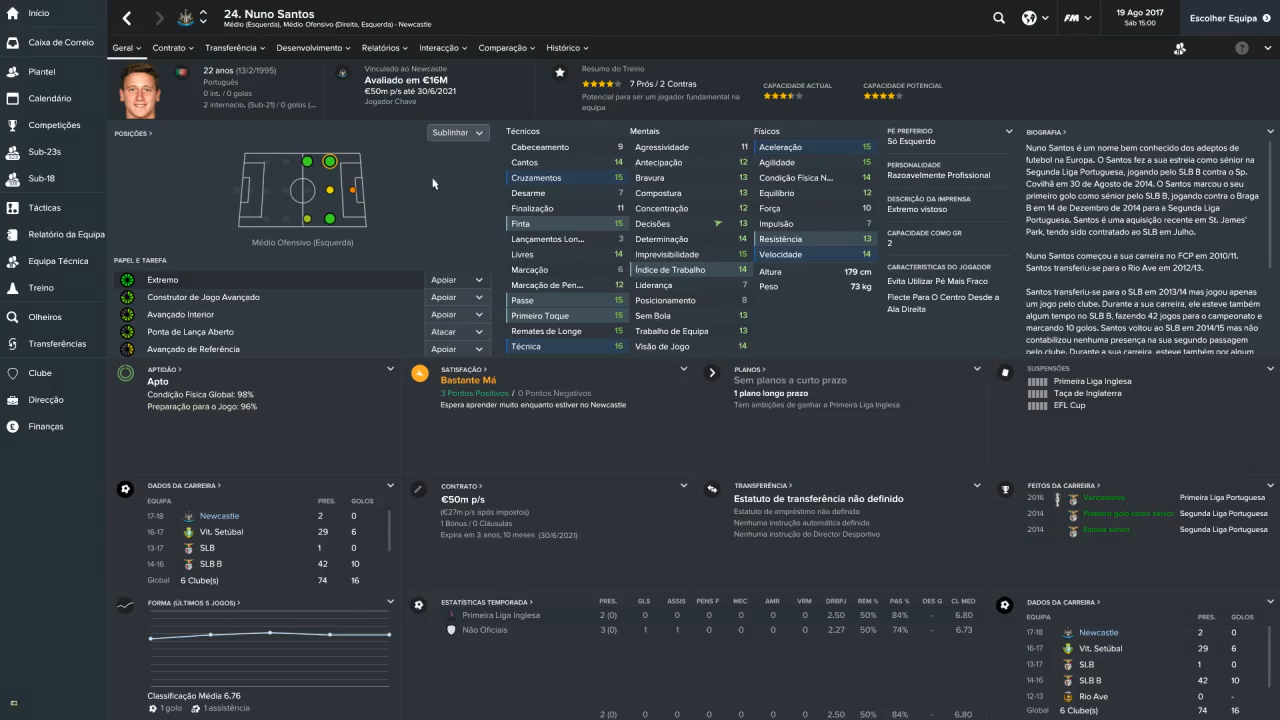 Início
Caixa de Correio
Plantel
Calendário
Competições
Sub-23s
Sub-18
Tácticas
Relatório da Equipa
Equipa Técnica
Treino
Olheiros
Transferências
Clube
Direcção
Finanças
24. Nuno Santos
Médio (Esquerda), Médio Ofensivo (Direita, Esquerda) - Newcastle
FM
19 Ago 2017
Sáb 15:00
Escolher Equipa
Geral
Contrato
Transferência
Desenvolvimento
Relatórios
Interacção
Comparação
Histórico
22 anos (13/2/1995)
Português
0 int. / 0 golos
2 internacio. (Sub-21) / 0 golos (...
Vinculado ao Newcastle
Avaliado em €16M
€50m p/s até 30/6/2021
Jogador Chave
Resumo do Treino
7 Prós / 2 Contras
Potencial para ser um jogador fundamental na
equipa
CAPACIDADE ACTUAL
CAPACIDADE POTENCIAL
POSIÇÕES >
Sublinhar
Médio Ofensivo (Esquerda)
PAPEL E TAREFA
Extremo Apoiar
Construtor de Jogo Avançado Apoiar
Avançado Interior Apoiar
Ponta de Lança Aberto Atacar
Avançado de Referência Apoiar
Técnicos
Cabeceamento 9
Cantos 14
Cruzamentos 15
Desarme 7
Finalização 11
Finta 15
Lançamentos Lon... 3
Livres 14
Marcação 6
Marcação de Pen... 12
Passe 15
Primeiro Toque 15
Remates de Longe 15
Técnica 16
Mentais
Agressividade 11
Antecipação 12
Bravura 13
Compostura 13
Concentração 12
Decisões 13
Determinação 14
Imprevisibilidade 15
Índice de Trabalho 14
Liderança 7
Posicionamento 8
Sem Bola 13
Trabalho de Equipa 13
Visão de Jogo 14
Físicos
Aceleração 15
Agilidade 15
Condição Física N... 14
Equilíbrio 12
Força 10
Impulsão 7
Resistência 13
Velocidade 14
Altura 179 cm
Peso 73 kg
PÉ PREFERIDO
Só Esquerdo
PERSONALIDADE
Razoavelmente Profissional
DESCRIÇÃO DA IMPRENSA
Extremo vistoso
CAPACIDADE COMO GR
2
CARACTERÍSTICAS DO JOGADOR
Evita Utilizar Pé Mais Fraco
Flecte Para O Centro Desde a
Ala Direita
BIOGRAFIA >
Nuno Santos é um nome bem conhecido dos adeptos de
futebol na Europa. O Santos fez a sua estreia como sénior na
Segunda Liga Portuguesa, jogando pelo SLB B contra o Sp.
Covilhã em 30 de Agosto de 2014. O Santos marcou o seu
primeiro golo como sénior pelo SLB B, jogando contra o Braga
B em 14 de Dezembro de 2014 para a Segunda Liga
Portuguesa. Santos é uma aquisição recente em St. James'
Park, tendo sido contratado ao SLB em Julho.
Nuno Santos começou a sua carreira no FCP em 2010/11.
Santos transferiu-se para o Rio Ave em 2012/13.
Santos transferiu-se para o SLB em 2013/14 mas jogou apenas
um jogo pelo clube. Durante a sua carreira, ele esteve também
algum tempo no SLB B, fazendo 42 jogos para o campeonato e
marcando 10 golos. Santos voltou ao SLB em 2014/15 mas não
contabilizou nenhuma presença na sua segunda passagem
pelo clube. Durante a sua carreira, esteve também por algum
APTIDÃO >
Apto
Condição Física Global: 98%
Preparação para o Jogo: 96%
SATISFAÇÃO >
Bastante Má
3 Pontos Positivos / 0 Pontos Negativos
Espera aprender muito enquanto estiver no Newcastle
PLANOS >
Sem planos a curto prazo
1 plano longo prazo
Tem ambições de ganhar a Primeira Liga Inglesa
SUSPENSÕES
Primeira Liga Inglesa
Taça de Inglaterra
EFL Cup
DADOS DA CARREIRA >
EQUIPA PRES. GOLOS
17-18 Newcastle 2 0
16-17 Vit. Setúbal 29 6
13-17 SLB 1 0
14-16 SLB B 42 10
Global 6 Clube(s) 74 16
CONTRATO >
€50m p/s
(€27m p/s após impostos)
1 Bónus / 0 Cláusulas
Expira em 3 anos, 10 meses (30/6/2021)
TRANSFERÊNCIA >
Estatuto de transferência não definido
Estatuto de empréstimo não definido
Nenhuma instrução automática definida
Nenhuma instrução do Director Desportivo
FEITOS DA CARREIRA >
2016 Vencedores Primeira Liga Portuguesa
2014 Primeiro golo como sénior Segunda Liga Portuguesa
2014 Estreia sénior Segunda Liga Portuguesa
FORMA (ÚLTIMOS 5 JOGOS) >
Classificação Média 6.76
1 golo 1 assistência
ESTATÍSTICAS TEMPORADA > PRES. GLS ASSIS PENS F MEC AMR VRM DRBPJ REM % PAS % DES G CL MED
Primeira Liga Inglesa 2 (0) 0 0 0 0 0 0 2.50 50% 84% - 6.80
Não Oficiais 3 (0) 1 1 0 0 0 0 2.27 50% 74% - 6.73
2 (0) 0 0 0 0 0 0 2.50 50% 84% - 6.80
DADOS DA CARREIRA >
EQUIPA PRES. GOLOS
17-18 Newcastle 2 0
16-17 Vit. Setúbal 29 6
13-17 SLB 1 0
14-16 SLB B 42 10
12-13 Rio Ave 0 -
Global 6 Clube(s) 74 16